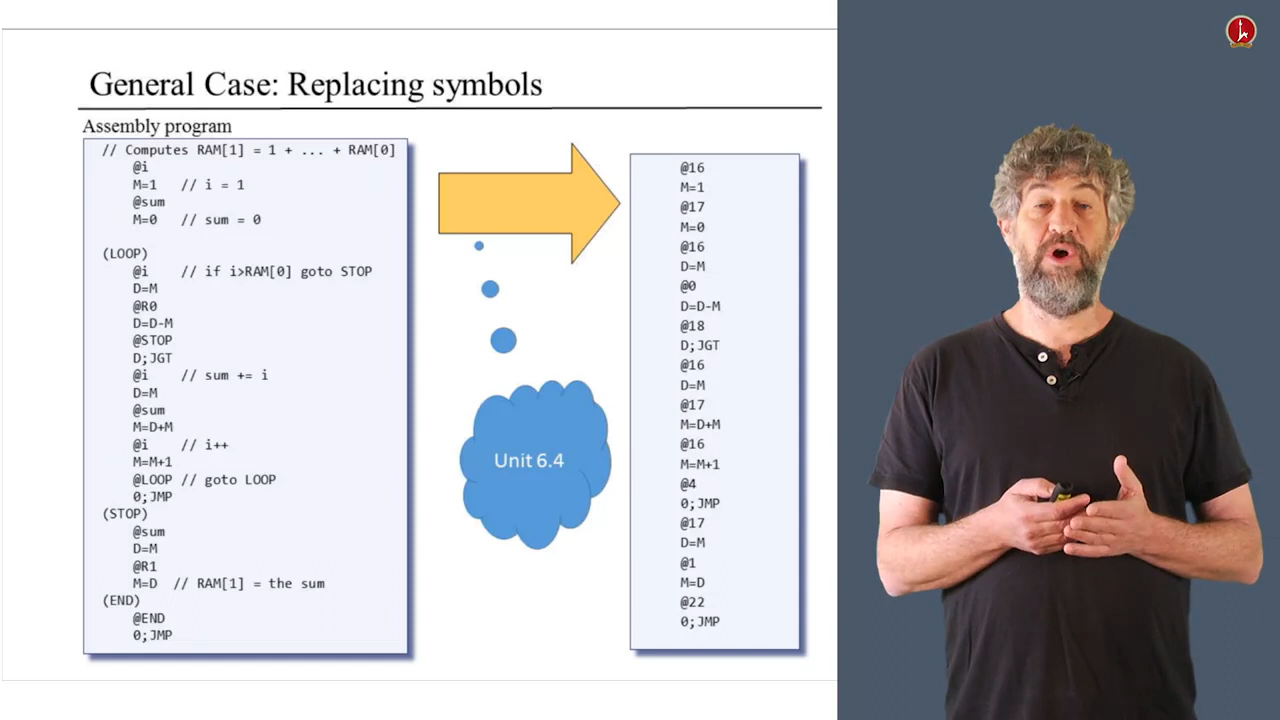 General Case: Replacing symbols
Assembly program
// Computes RAM[1] = 1 + ... + RAM[0]
@i
M=1 // i = 1
@sum
M=0 // sum = 0
(LOOP)
@i // if i>RAM[0] goto STOP
D=M
@R0
D=D-M
@STOP
D;JGT
@i // sum += i
D=M
@sum
M=D+M
@i // i++
M=M+1
@LOOP // goto LOOP
0;JMP
(STOP)
@sum
D=M
@R1
M=D // RAM[1] = the sum
(END)
@END
0;JMP
Unit 6.4
@16
M=1
@17
M=0
@16
D=M
@0
D=D-M
@18
D;JGT
@16
D=M
@17
M=D+M
@16
M=M+1
@4
0;JMP
@17
D=M
@1
M=D
@22
0;JMP